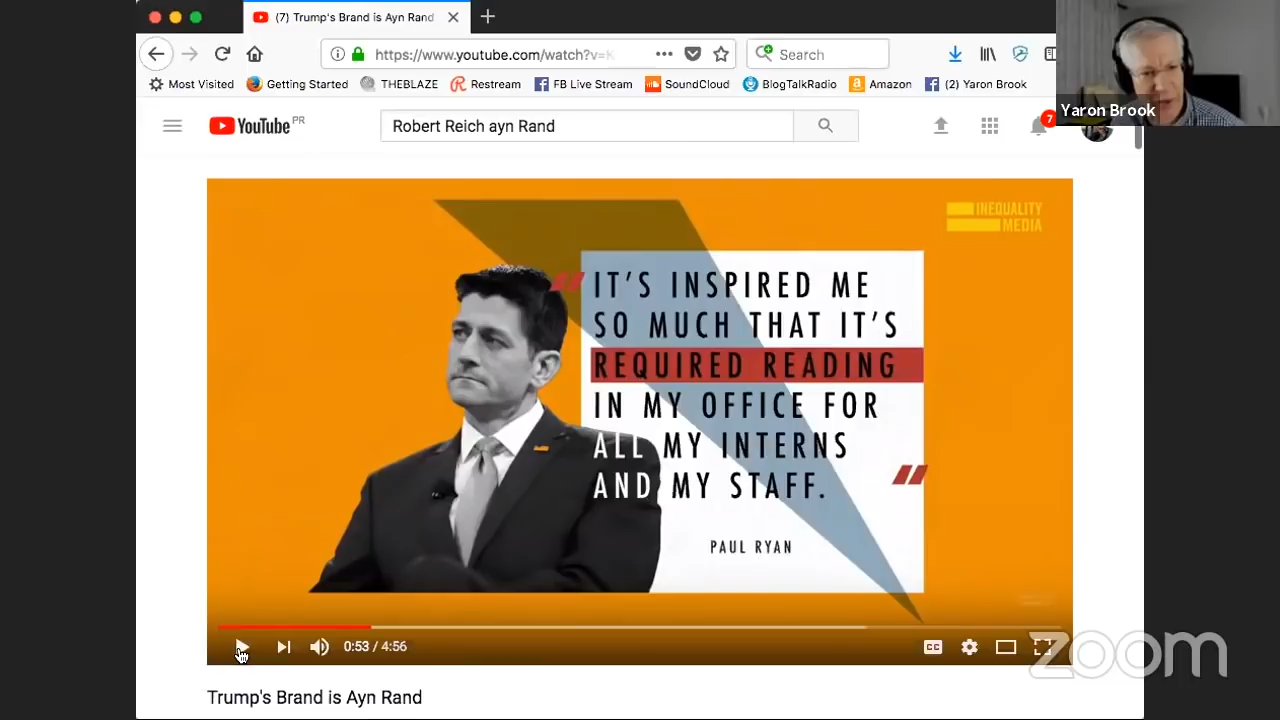 (7) Trump's Brand is Ayn Rand
https://www.youtube.com/watch?v=
Search
Most Visited
Getting Started
THEBLAZE
Restream
FB Live Stream
SoundCloud
BlogTalkRadio
Amazon
(2) Yaron Brook
Yaron Brook
YouTube PR
Robert Reich ayn Rand
7
INEQUALITY
MEDIA
"IT'S INSPIRED ME
SO MUCH THAT IT'S
REQUIRED READING
IN MY OFFICE FOR
ALL MY INTERNS
AND MY STAFF."
PAUL RYAN
0:53 / 4:56
CC
zoom
Trump's Brand is Ayn Rand